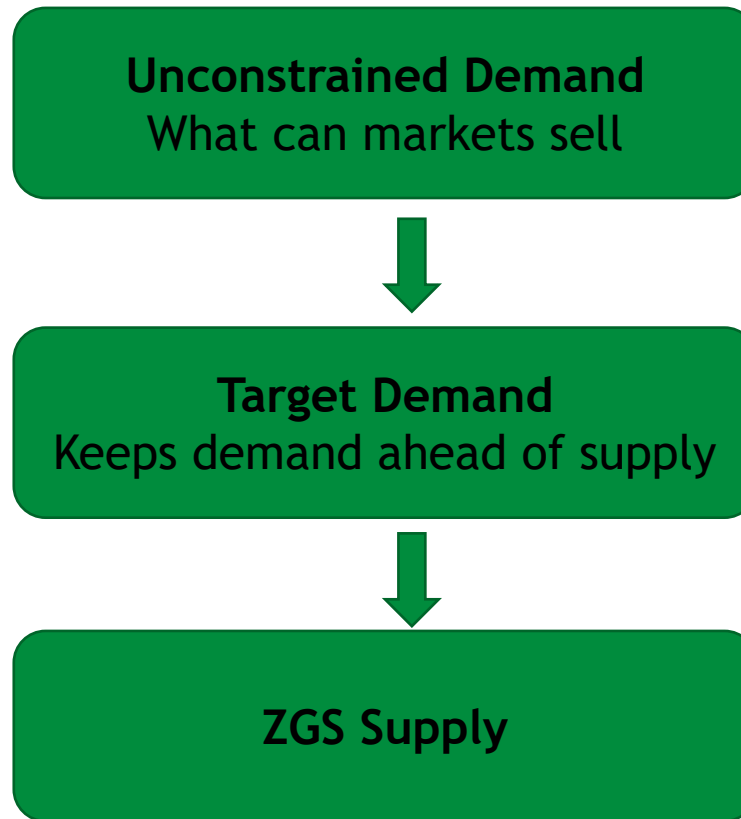 Unconstrained Demand
What can markets sell
Target Demand
Keeps demand ahead of supply
ZGS Supply